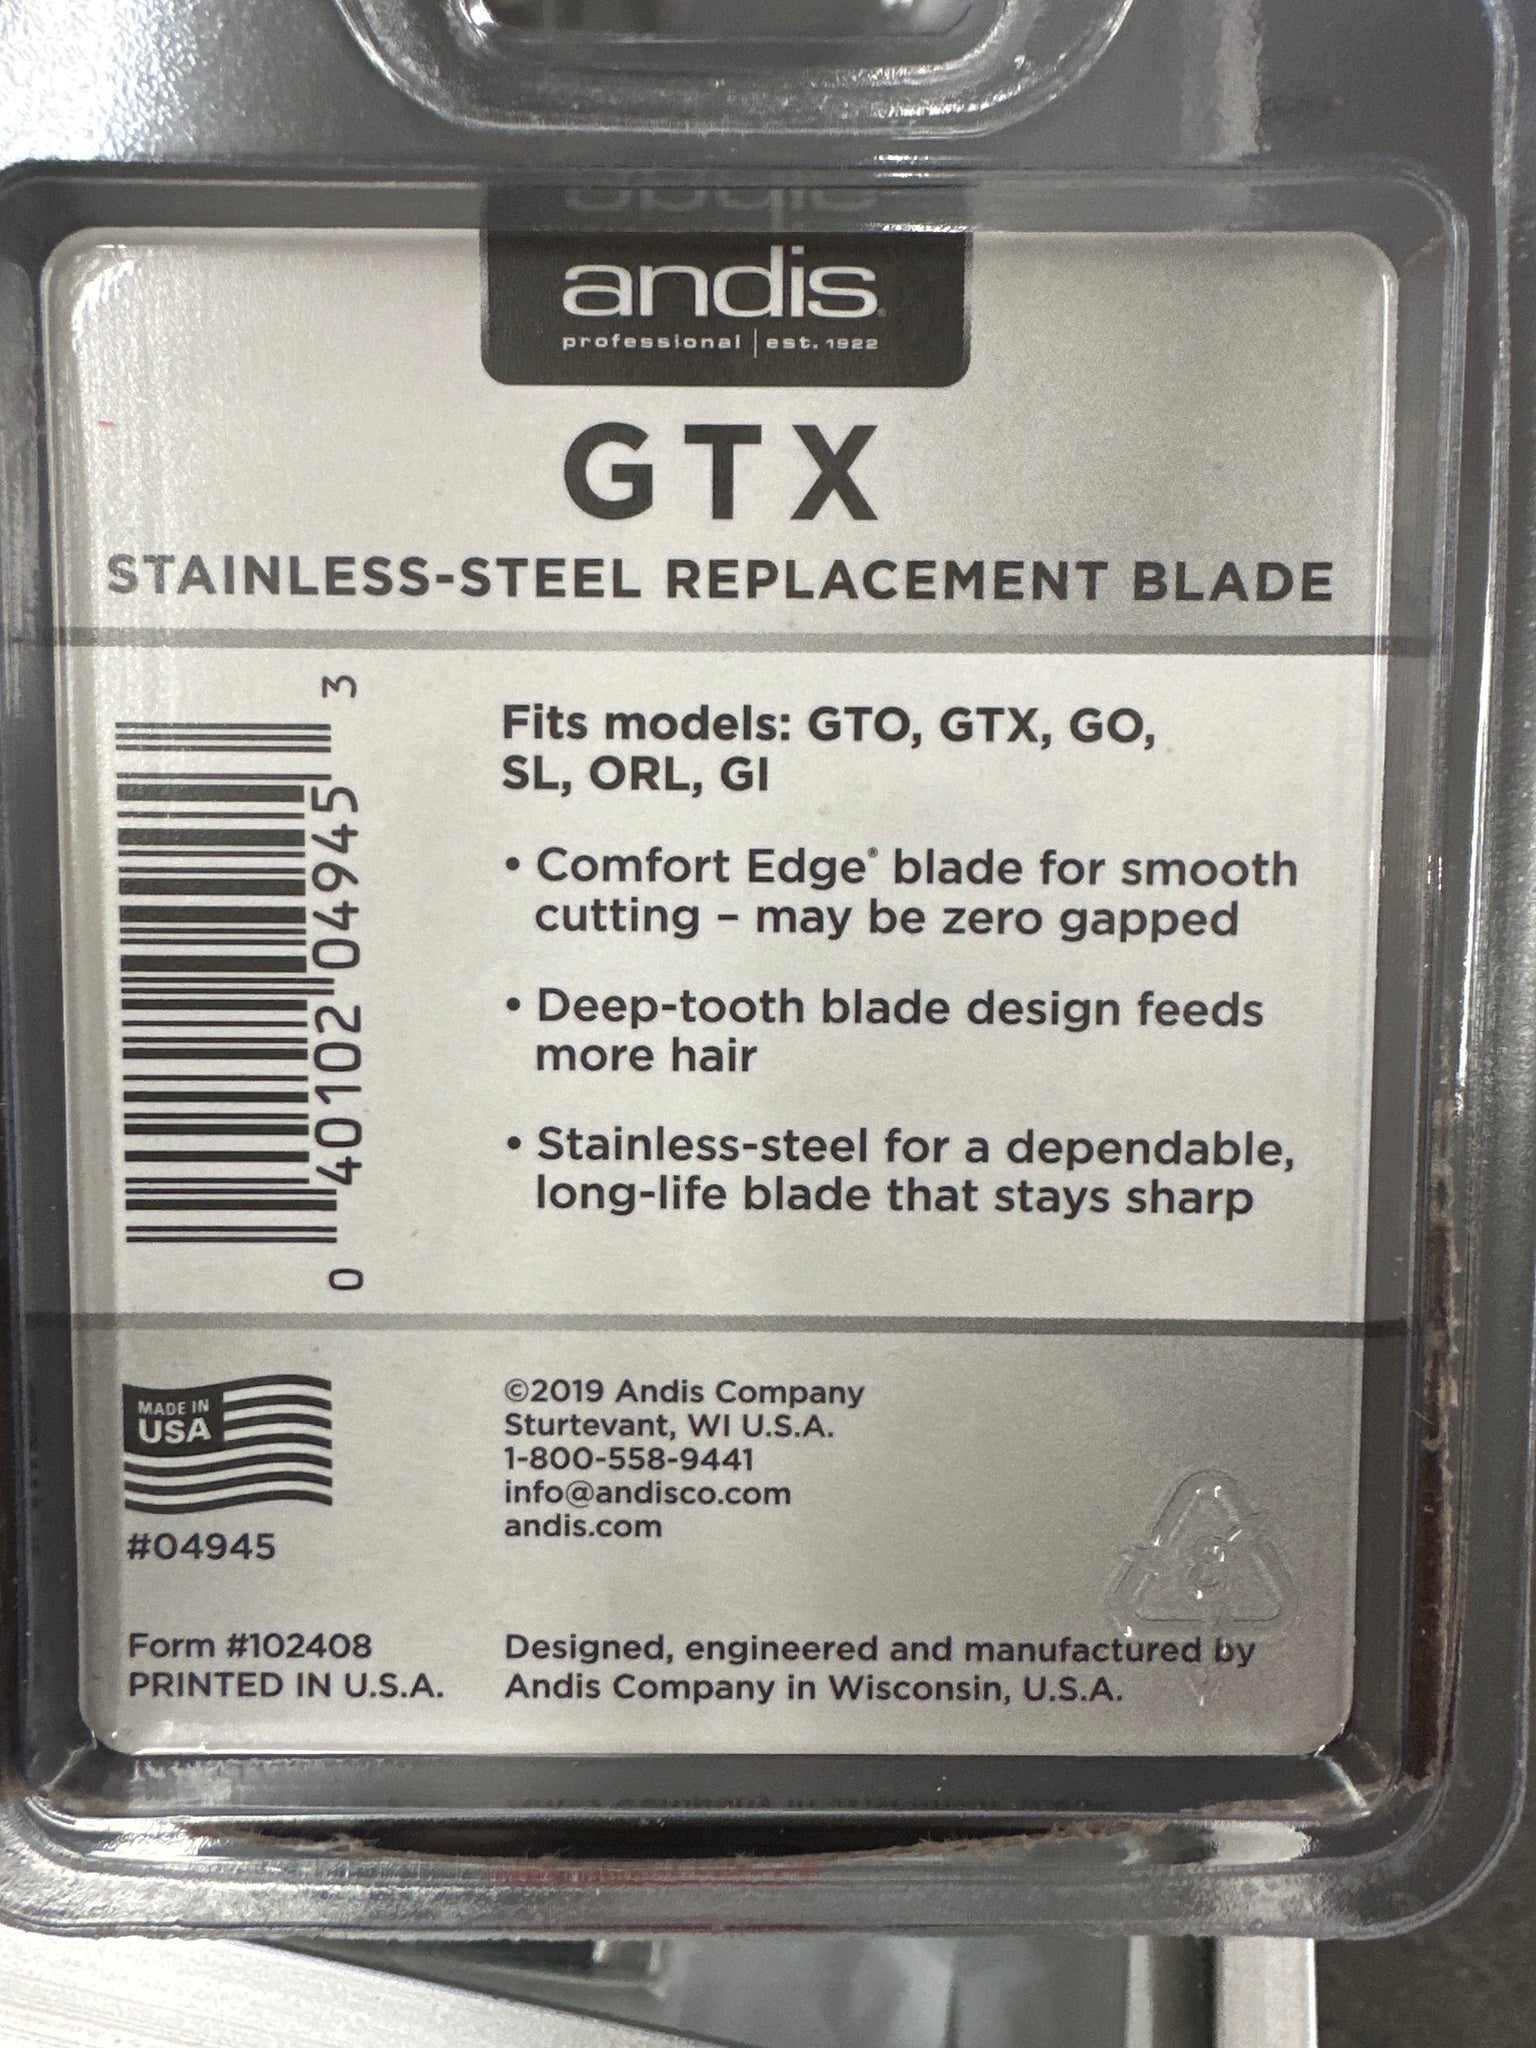 andis
professional | est. 1922
GTX
STAINLESS-STEEL REPLACEMENT BLADE
0 40102 04945 3
Fits models: GTO, GTX, GO,
SL, ORL, GI
• Comfort Edge® blade for smooth
cutting – may be zero gapped
• Deep-tooth blade design feeds
more hair
• Stainless-steel for a dependable,
long-life blade that stays sharp
MADE IN
USA
#04945
Form #102408
PRINTED IN U.S.A.
©2019 Andis Company
Sturtevant, WI U.S.A.
1-800-558-9441
info@andisco.com
andis.com
Designed, engineered and manufactured by
Andis Company in Wisconsin, U.S.A.